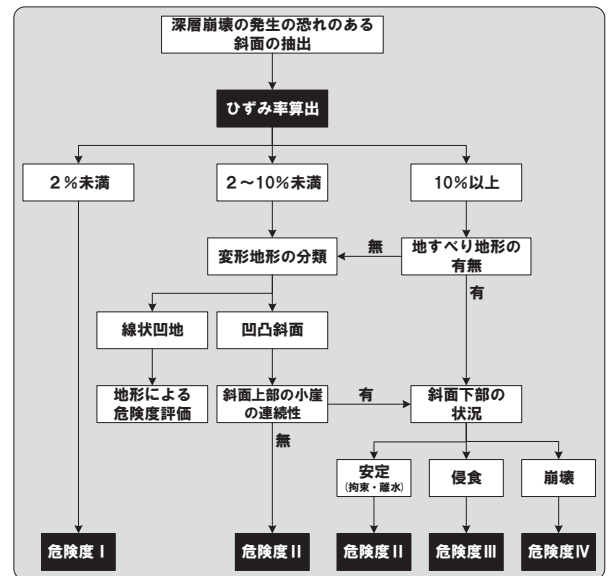 深層崩壊の発生の恐れのある
斜面の抽出
ひずみ率算出
2%未満
2～10%未満
10%以上
変形地形の分類
無
地すべり地形の
有無
有
線状凹地
凹凸斜面
地形による
危険度評価
斜面上部の小崖
の連続性
有
斜面下部の
状況
無
安定
(拘束・離水)
侵食
崩壊
危険度Ⅰ
危険度Ⅱ
危険度Ⅱ
危険度Ⅲ
危険度Ⅳ